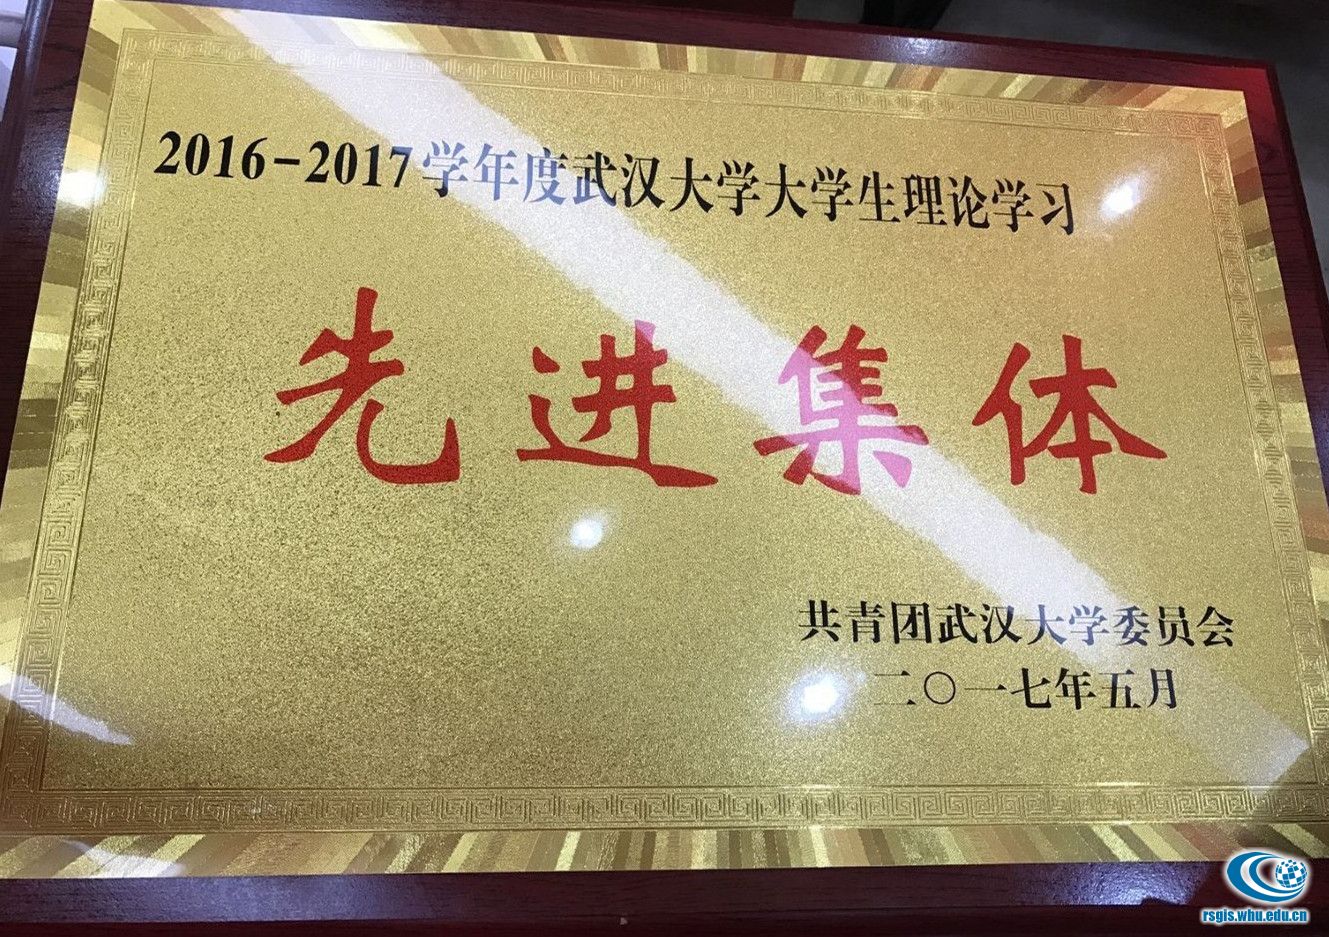 2016-2017学年度武汉大学大学生理论学习
先进集体
共青团武汉大学委员会
二〇一七年五月
rsgis.whu.edu.cn